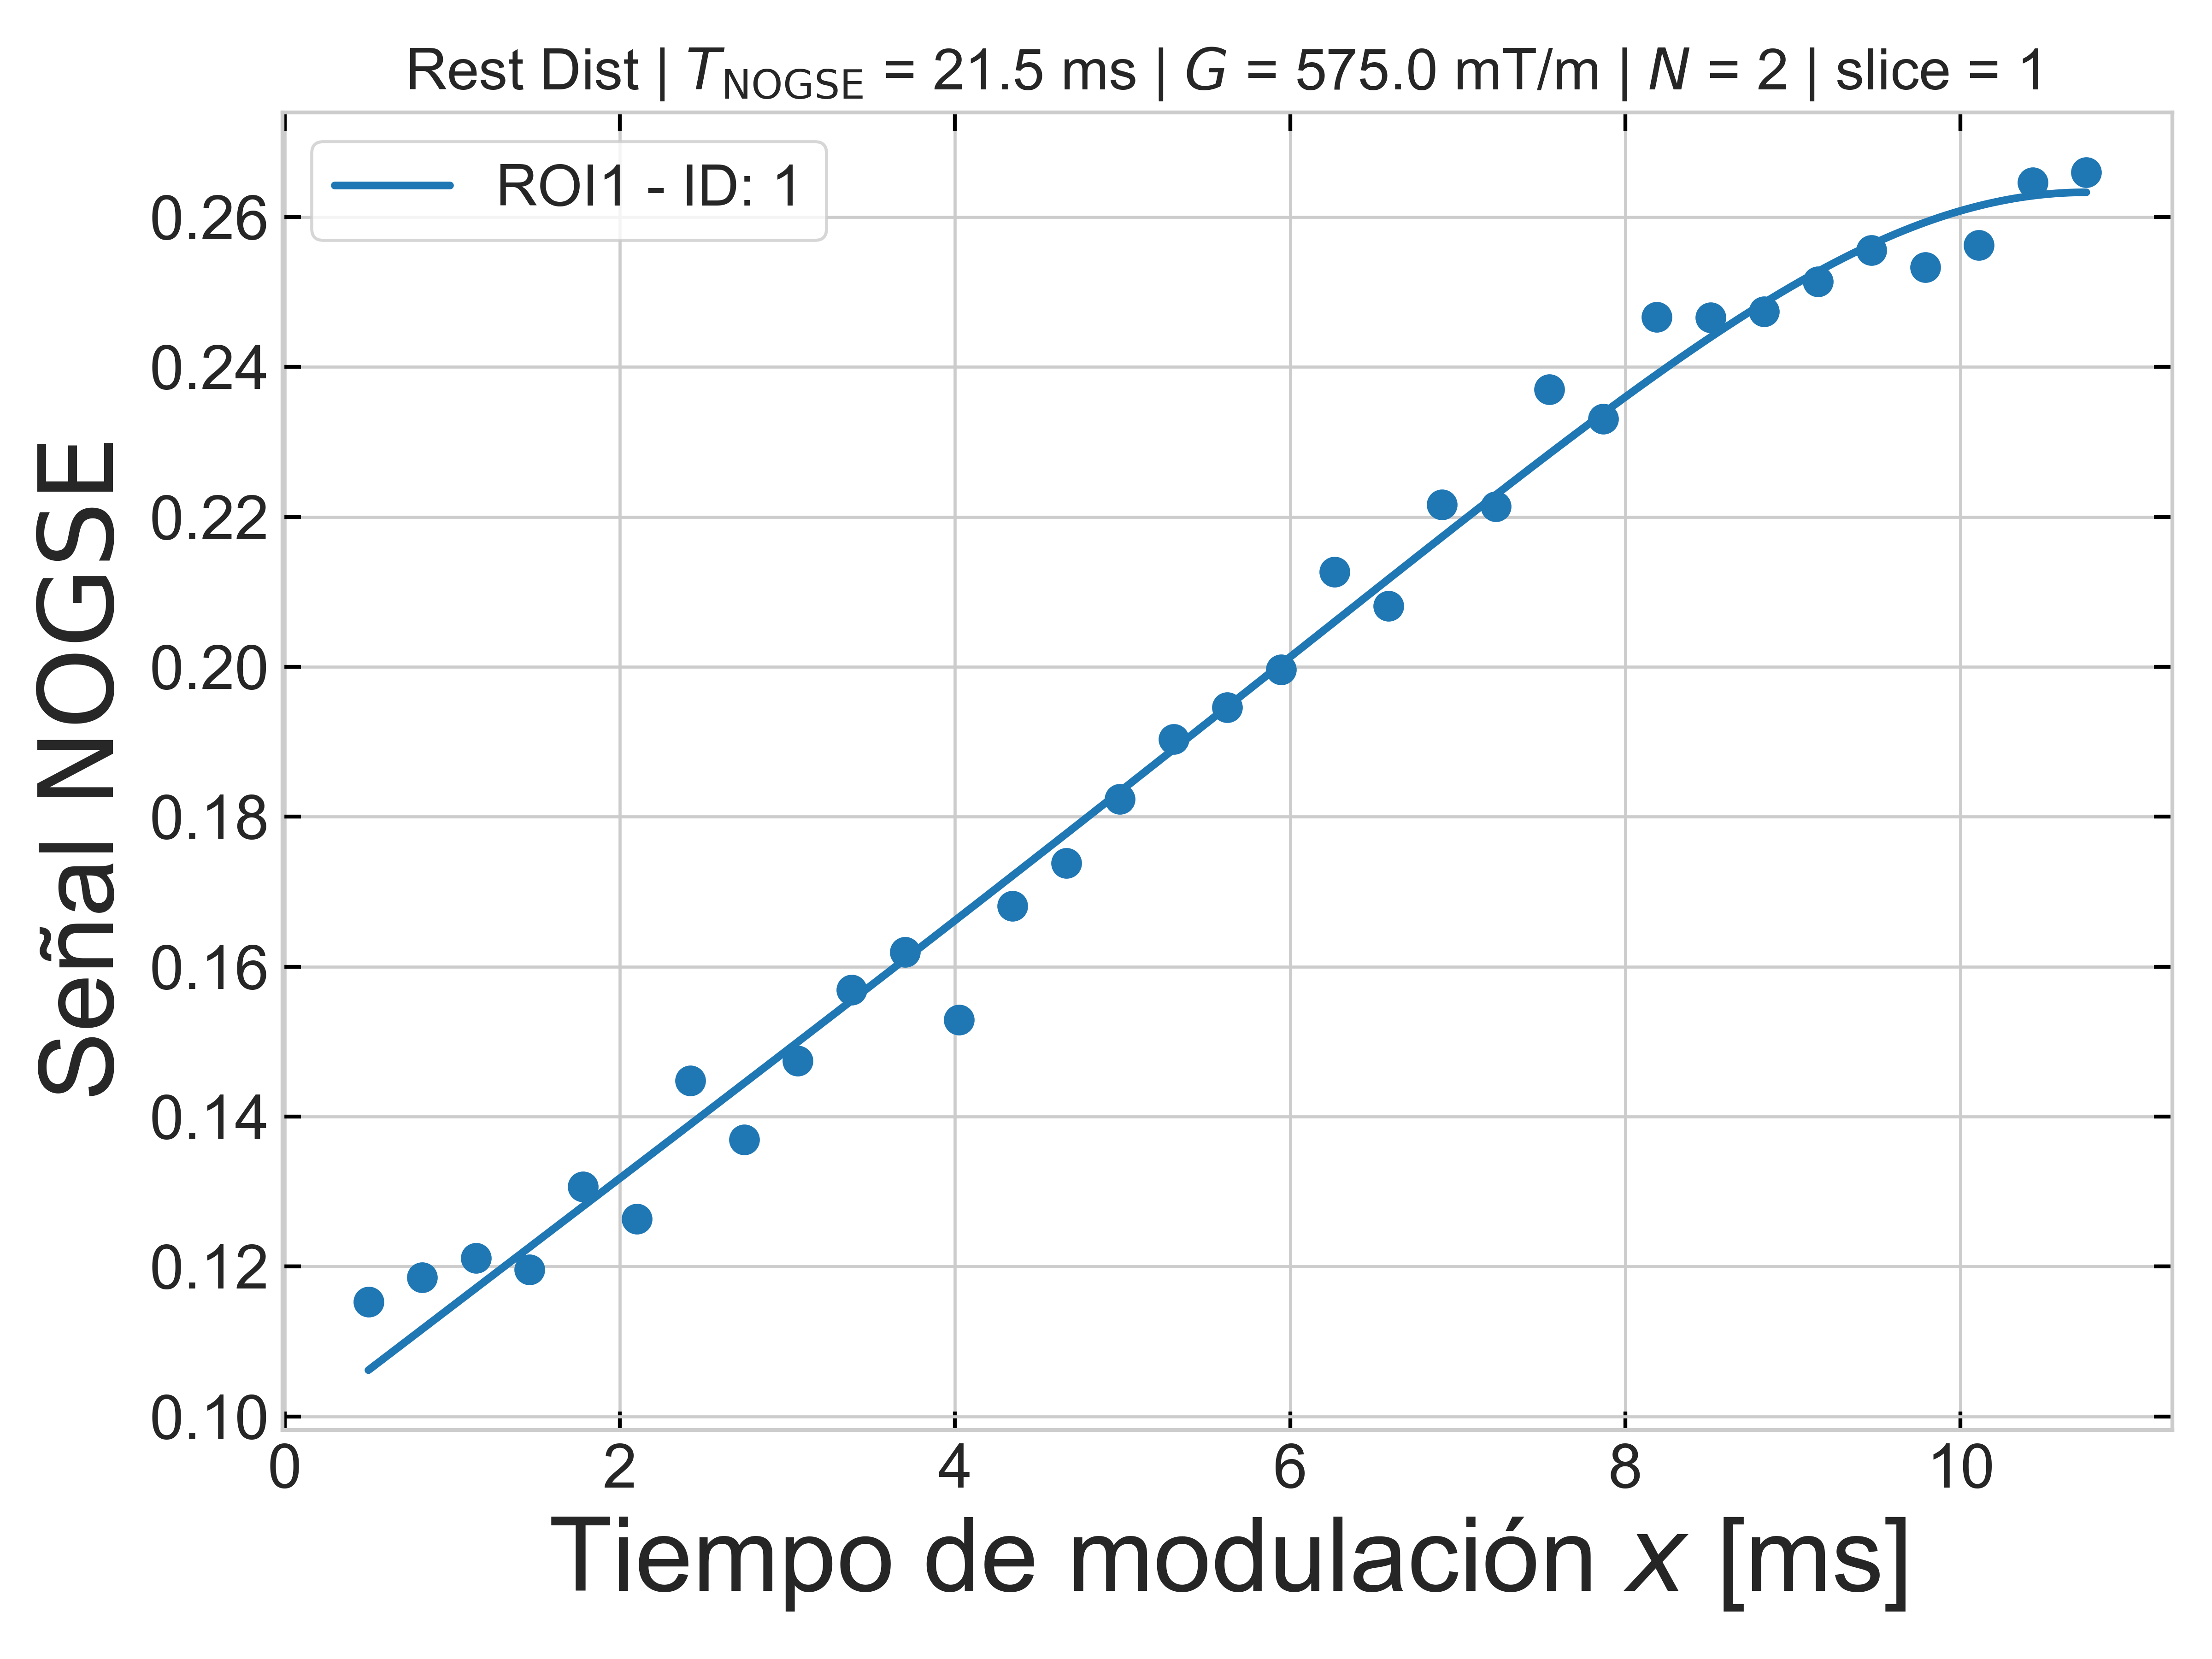 Rest Dist | T_NOGSE = 21.5 ms | G = 575.0 mT/m | N = 2 | slice = 1
ROI1 - ID: 1
Señal NOGSE
0.26
0.24
0.22
0.20
0.18
0.16
0.14
0.12
0.10
0 2 4 6 8 10
Tiempo de modulación x [ms]